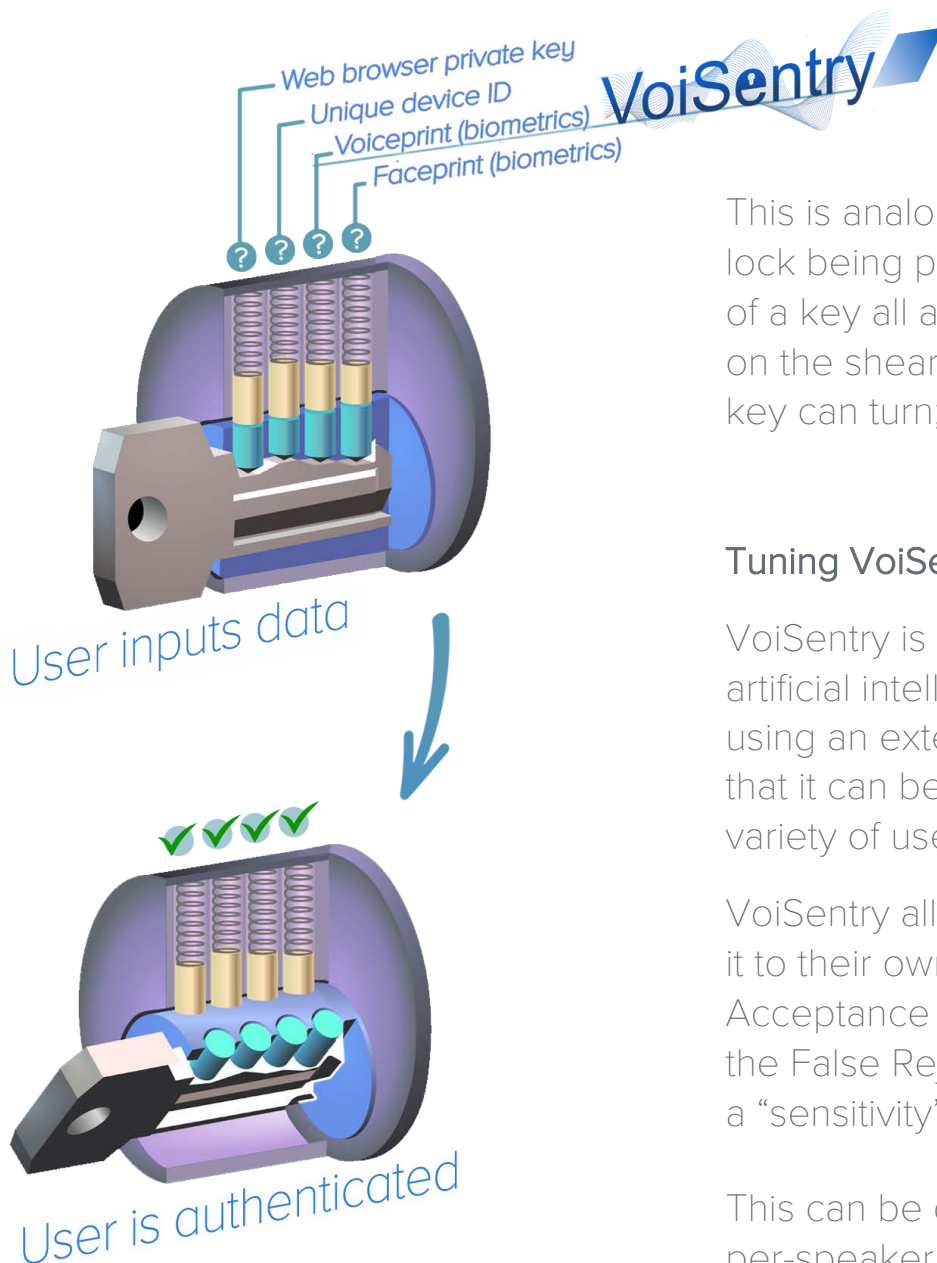 Web browser private key
Unique device ID
Voiceprint (biometrics)
Faceprint (biometrics)
VoiSentry
?
?
?
?
User inputs data
User is authenticated
This is analo
lock being p
of a key all a
on the shear
key can turn;
Tuning VoiSe
VoiSentry is
artificial intell
using an exte
that it can be
variety of use
VoiSentry all
it to their own
Acceptance
the False Rej
a “sensitivity”
This can be
per-speaker